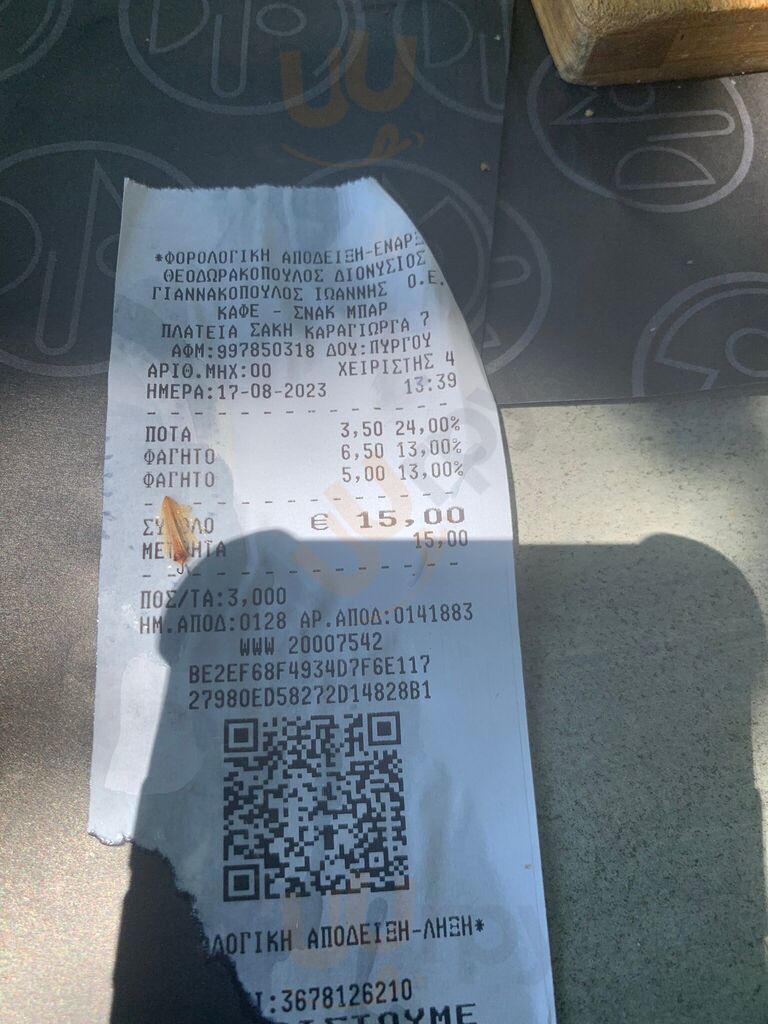 *ΦΟΡΟΛΟΓΙΚΗ ΑΠΟΔΕΙΞΗ-ΕΝΑΡΞ
ΘΕΟΔΩΡΑΚΟΠΟΥΛΟΣ ΔΙΟΝΥΣΙΟΣ
ΓΙΑΝΝΑΚΟΠΟΥΛΟΣ ΙΩΑΝΝΗΣ Ο.Ε.
ΚΑΦΕ - ΣΝΑΚ ΜΠΑΡ
ΠΛΑΤΕΙΑ ΣΑΚΗ ΚΑΡΑΓΙΩΡΓΑ 7
ΑΦΜ:997850318 ΔΟΥ:ΠΥΡΓΟΥ
ΑΡΙΘ.ΜΗΧ:00 ΧΕΙΡΙΣΤΗΣ 4
ΗΜΕΡΑ:17-08-2023 13:39
ΠΟΤΑ 3,50 24,00%
ΦΑΓΗΤΟ 6,50 13,00%
ΦΑΓΗΤΟ 5,00 13,00%
€ 15,00
15,00
ΠΟΣ/ΤΑ:3,000
ΗΜ.ΑΠΟΔ:0128 ΑΡ.ΑΠΟΔ:0141883
WWW 20007542
BE2EF68F4934D7F6E117
27980ED58272D14828B1
ΛΟΓΙΚΗ ΑΠΟΔΕΙΞΗ-ΛΗΞΗ*
Ι:3678126210